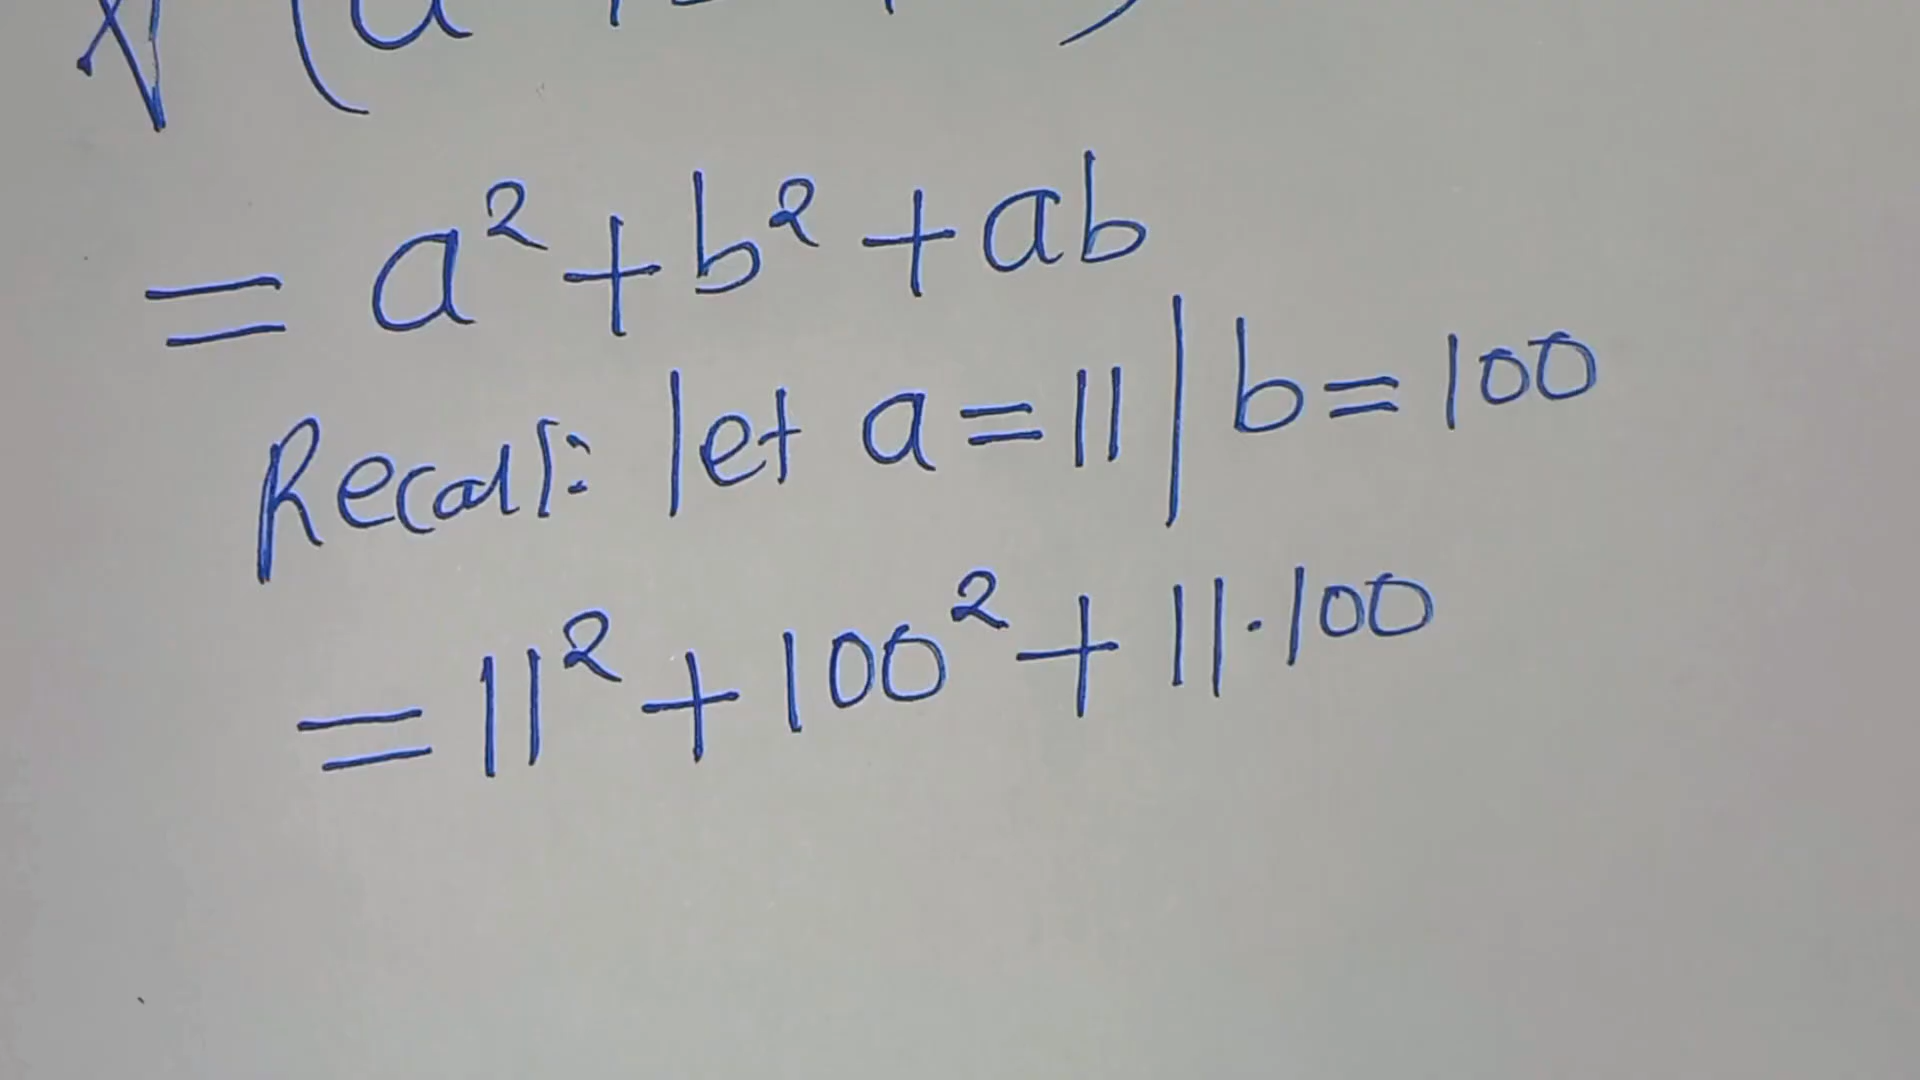 = a² + b² + ab
Recall: let a = 11 | b = 100
= 11² + 100² + 11·100